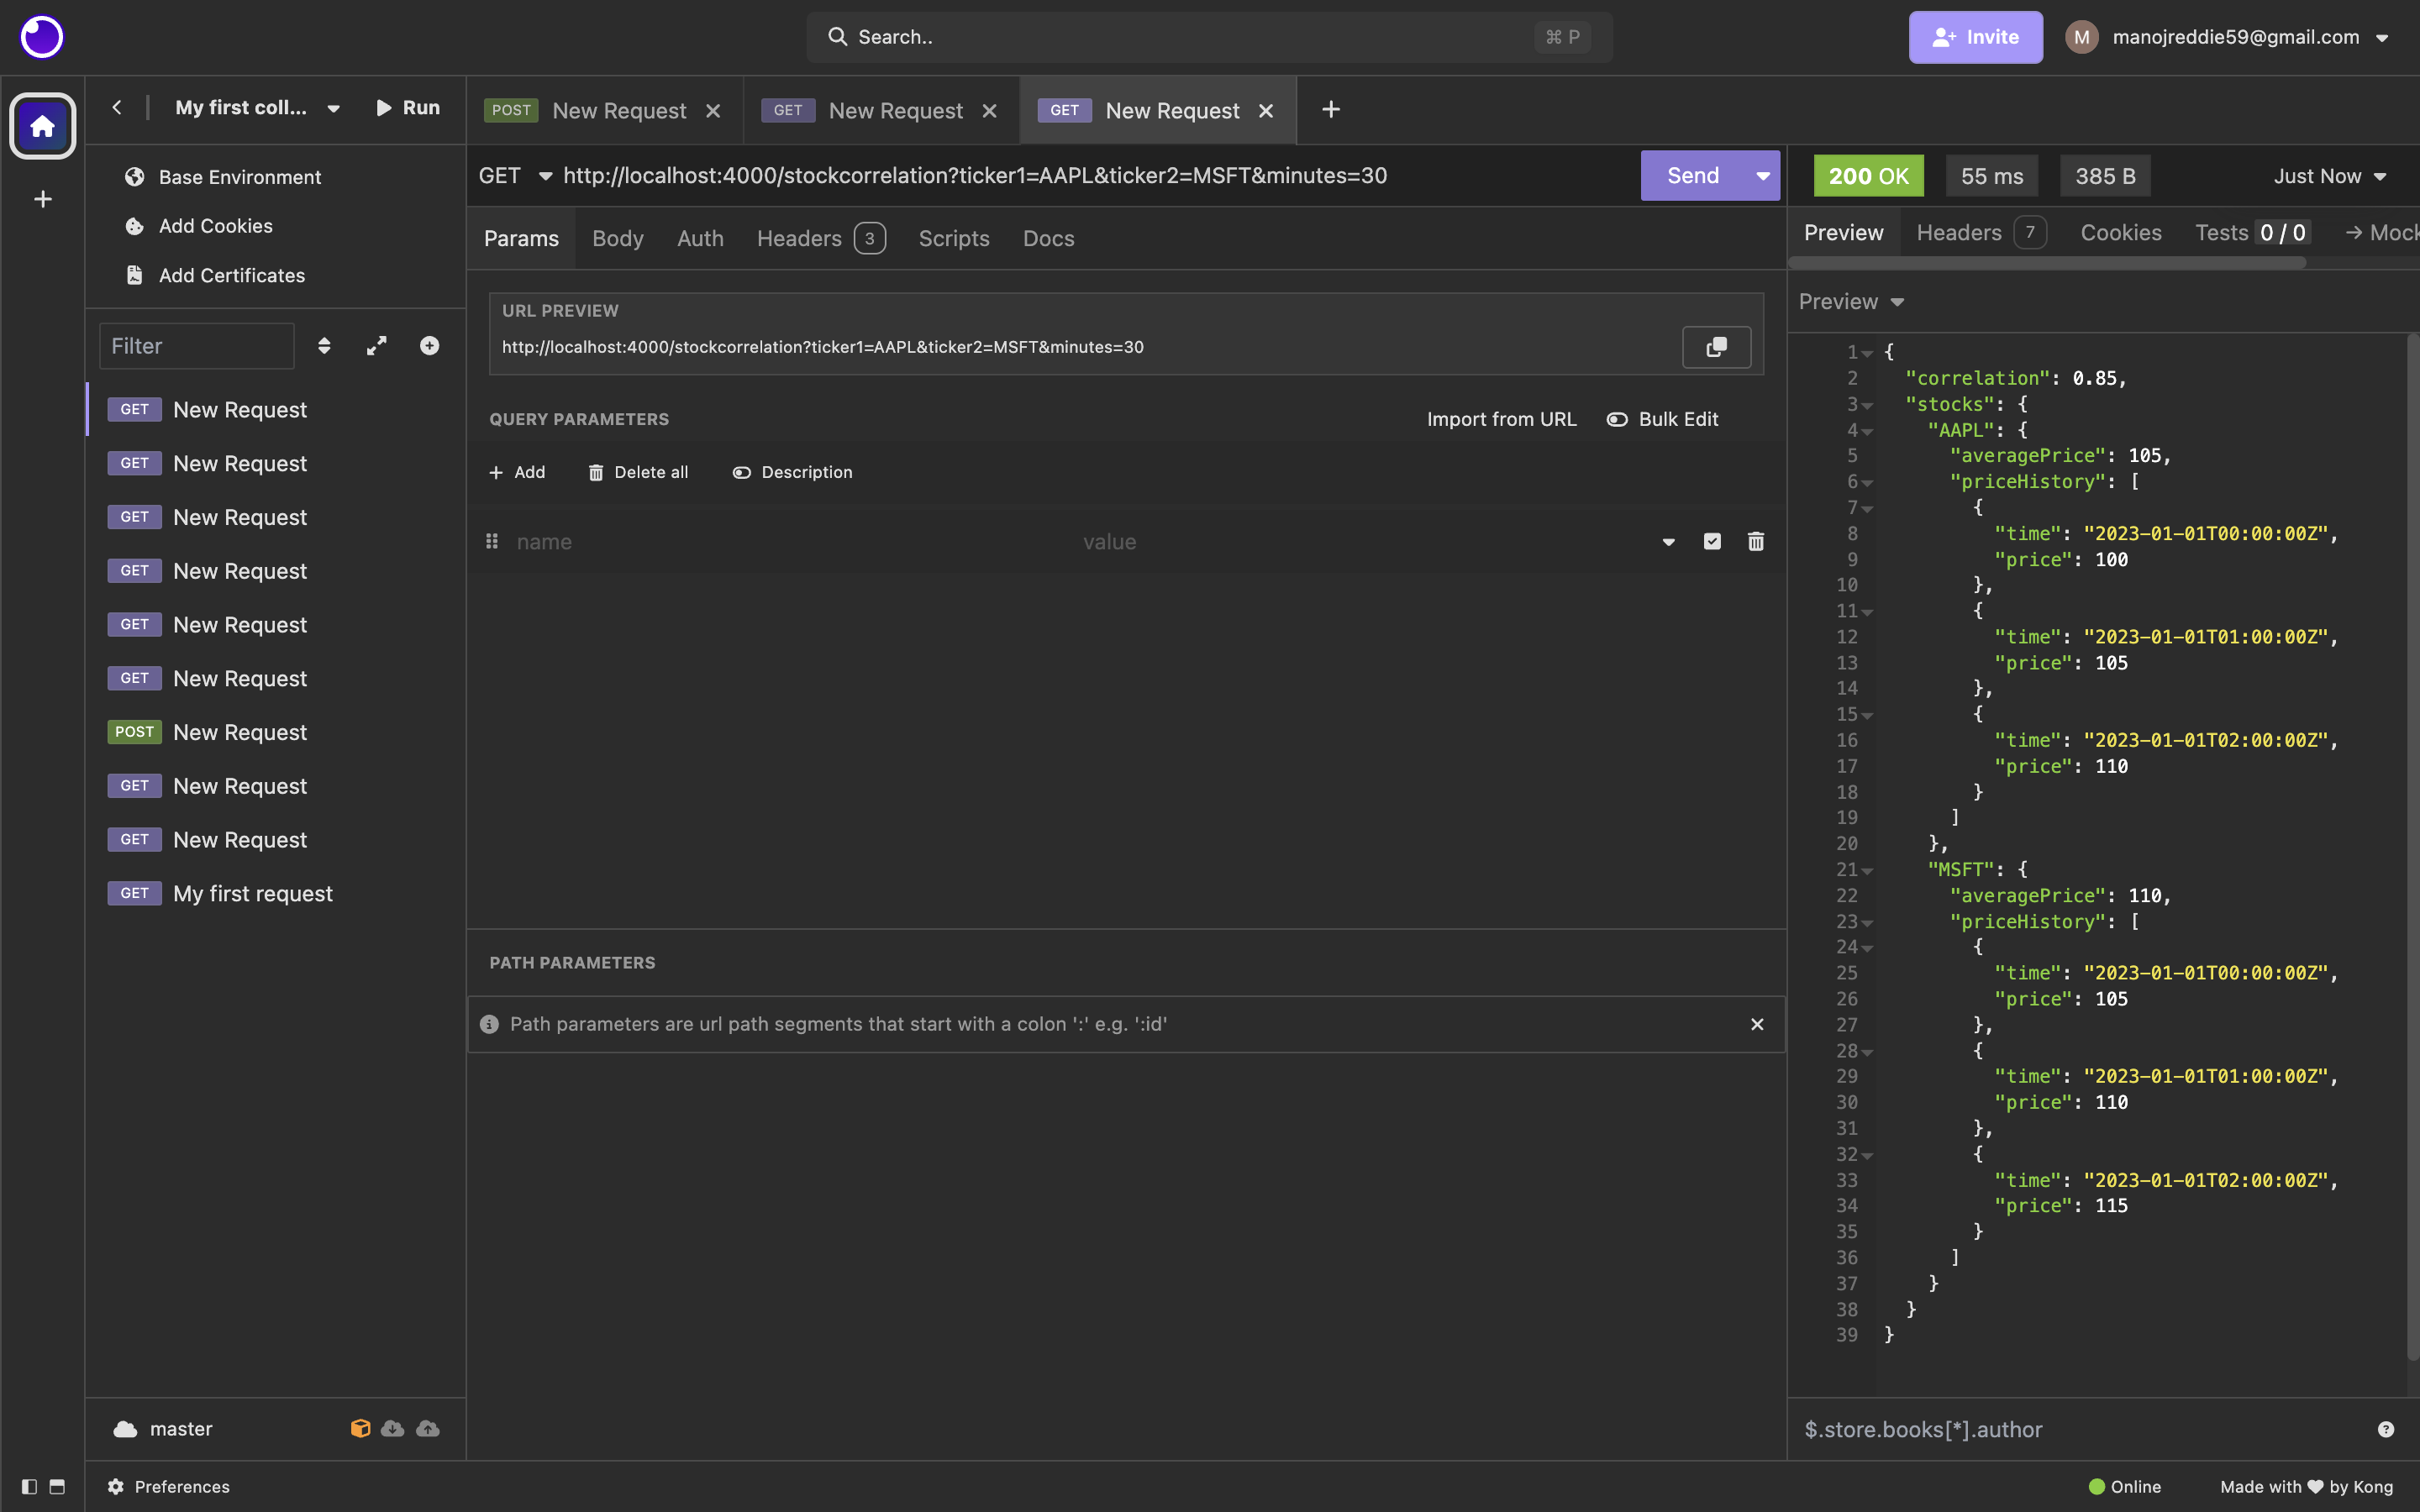 Search..
⌘ P
Invite
M
manojreddie59@gmail.com
My first coll...
Run
POST New Request
GET New Request
GET New Request
Base Environment
Add Cookies
Add Certificates
Filter
GET New Request
GET New Request
GET New Request
GET New Request
GET New Request
GET New Request
POST New Request
GET New Request
GET New Request
GET My first request
master
Preferences
GET http://localhost:4000/stockcorrelation?ticker1=AAPL&ticker2=MSFT&minutes=30
Send
Params Body Auth Headers 3 Scripts Docs
URL PREVIEW
http://localhost:4000/stockcorrelation?ticker1=AAPL&ticker2=MSFT&minutes=30
QUERY PARAMETERS
Import from URL Bulk Edit
Add Delete all Description
name value
PATH PARAMETERS
Path parameters are url path segments that start with a colon ':' e.g. ':id'
200 OK 55 ms 385 B Just Now
Preview Headers 7 Cookies Tests 0 / 0 → Mock
Preview
1 {
2 "correlation": 0.85,
3 "stocks": {
4 "AAPL": {
5 "averagePrice": 105,
6 "priceHistory": [
7 {
8 "time": "2023-01-01T00:00:00Z",
9 "price": 100
10 },
11 {
12 "time": "2023-01-01T01:00:00Z",
13 "price": 105
14 },
15 {
16 "time": "2023-01-01T02:00:00Z",
17 "price": 110
18 }
19 ]
20 },
21 "MSFT": {
22 "averagePrice": 110,
23 "priceHistory": [
24 {
25 "time": "2023-01-01T00:00:00Z",
26 "price": 105
27 },
28 {
29 "time": "2023-01-01T01:00:00Z",
30 "price": 110
31 },
32 {
33 "time": "2023-01-01T02:00:00Z",
34 "price": 115
35 }
36 ]
37 }
38 }
39 }
$.store.books[*].author
Online
Made with ♥ by Kong